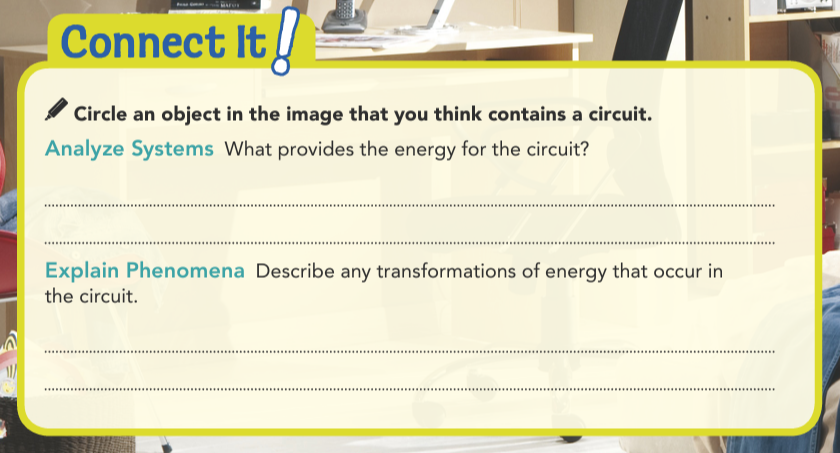 Connect It!
Circle an object in the image that you think contains a circuit.
Analyze Systems What provides the energy for the circuit?
Explain Phenomena Describe any transformations of energy that occur in
the circuit.